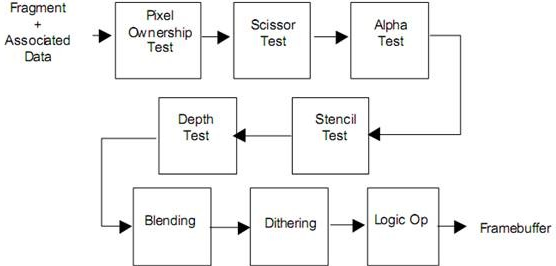 Fragment
+
Associated
Data
Pixel
Ownership
Test
Scissor
Test
Alpha
Test
Depth
Test
Stencil
Test
Blending
Dithering
Logic Op
Framebuffer